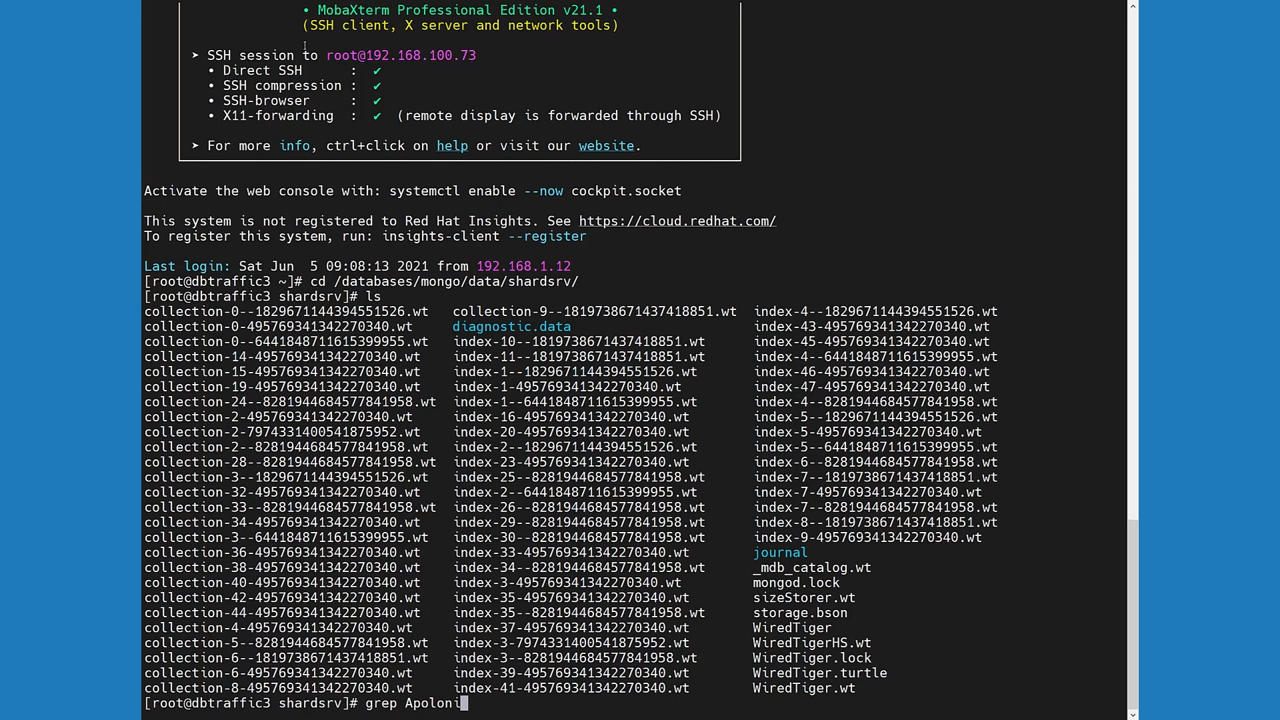 • MobaXterm Professional Edition v21.1 •
(SSH client, X server and network tools)
➤ SSH session to root@192.168.100.73
• Direct SSH : ✔
• SSH compression : ✔
• SSH-browser : ✔
• X11-forwarding : ✔ (remote display is forwarded through SSH)
➤ For more info, ctrl+click on help or visit our website.
Activate the web console with: systemctl enable --now cockpit.socket
This system is not registered to Red Hat Insights. See https://cloud.redhat.com/
To register this system, run: insights-client --register
Last login: Sat Jun 5 09:08:13 2021 from 192.168.1.12
[root@dbtraffic3 ~]# cd /databases/mongo/data/shardsrv/
[root@dbtraffic3 shardsrv]# ls
collection-0--1829671144394551526.wt collection-9--1819738671437418851.wt index-4--1829671144394551526.wt
collection-0-495769341342270340.wt diagnostic.data index-43-495769341342270340.wt
collection-0--6441848711615399955.wt index-10--1819738671437418851.wt index-45-495769341342270340.wt
collection-14-495769341342270340.wt index-11--1819738671437418851.wt index-4--6441848711615399955.wt
collection-15-495769341342270340.wt index-1--1829671144394551526.wt index-46-495769341342270340.wt
collection-19-495769341342270340.wt index-1-495769341342270340.wt index-47-495769341342270340.wt
collection-24--8281944684577841958.wt index-1--6441848711615399955.wt index-4--8281944684577841958.wt
collection-2-495769341342270340.wt index-16-495769341342270340.wt index-5--1829671144394551526.wt
collection-2-7974331400541875952.wt index-20-495769341342270340.wt index-5-495769341342270340.wt
collection-2--8281944684577841958.wt index-2--1829671144394551526.wt index-5--6441848711615399955.wt
collection-28--8281944684577841958.wt index-23-495769341342270340.wt index-6--8281944684577841958.wt
collection-3--1829671144394551526.wt index-25--8281944684577841958.wt index-7--1819738671437418851.wt
collection-32-495769341342270340.wt index-2--6441848711615399955.wt index-7-495769341342270340.wt
collection-33--8281944684577841958.wt index-26--8281944684577841958.wt index-7--8281944684577841958.wt
collection-34-495769341342270340.wt index-29--8281944684577841958.wt index-8--1819738671437418851.wt
collection-3--6441848711615399955.wt index-30--8281944684577841958.wt index-9-495769341342270340.wt
collection-36-495769341342270340.wt index-33-495769341342270340.wt journal
collection-38-495769341342270340.wt index-34--8281944684577841958.wt _mdb_catalog.wt
collection-40-495769341342270340.wt index-3-495769341342270340.wt mongod.lock
collection-42-495769341342270340.wt index-35--8281944684577841958.wt sizeStorer.wt
collection-44-495769341342270340.wt index-35--8281944684577841958.wt storage.bson
collection-4-495769341342270340.wt index-37-495769341342270340.wt WiredTiger
collection-5--8281944684577841958.wt index-3-7974331400541875952.wt WiredTigerHS.wt
collection-6--1819738671437418851.wt index-3--8281944684577841958.wt WiredTiger.lock
collection-6-495769341342270340.wt index-39-495769341342270340.wt WiredTiger.turtle
collection-8-495769341342270340.wt index-41-495769341342270340.wt WiredTiger.wt
[root@dbtraffic3 shardsrv]# grep Apoloni